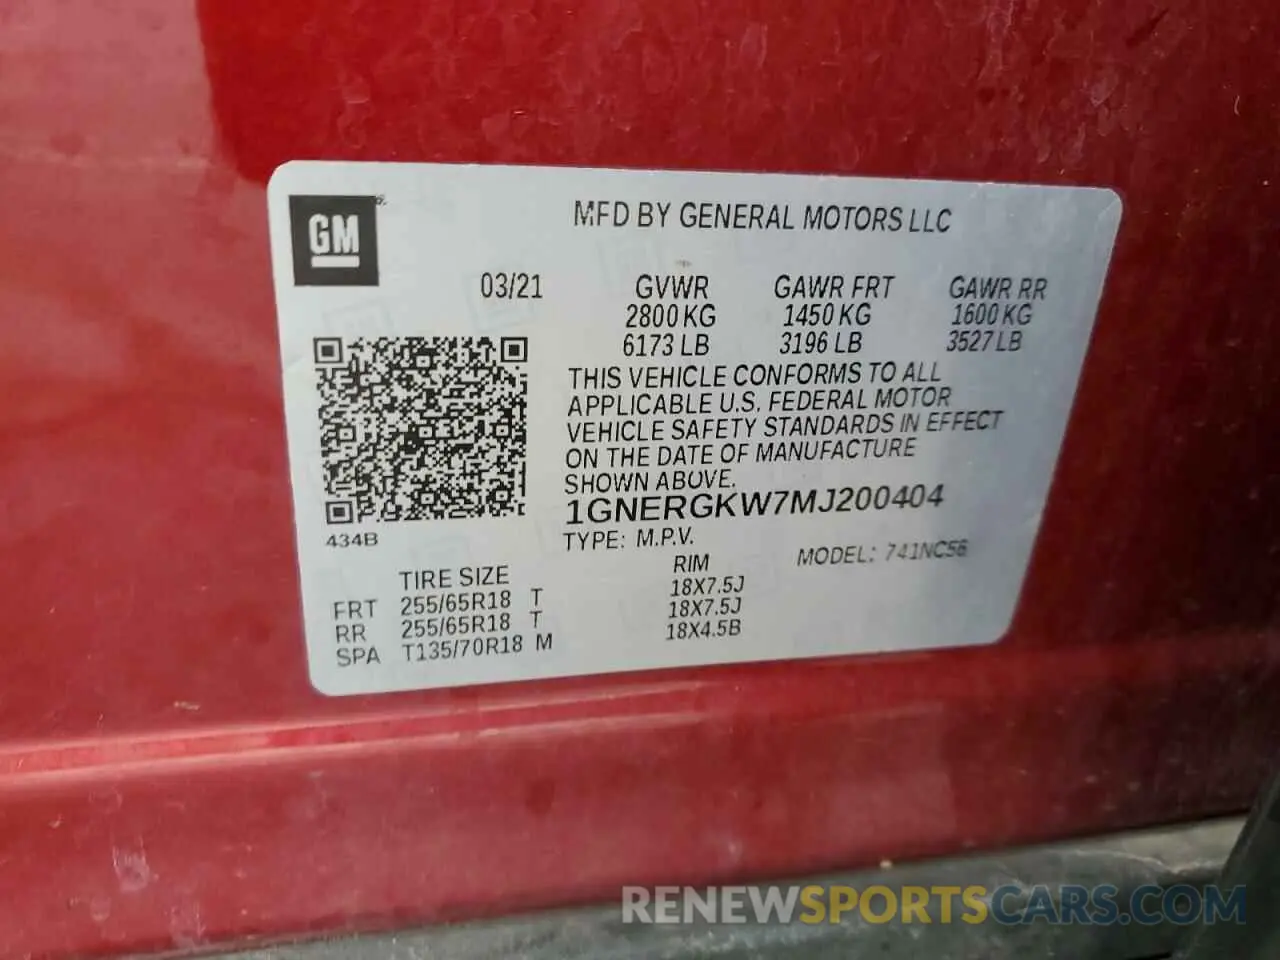 GM
MFD BY GENERAL MOTORS LLC
03/21 GVWR GAWR FRT GAWR RR
2800 KG 1450 KG 1600 KG
6173 LB 3196 LB 3527 LB
THIS VEHICLE CONFORMS TO ALL
APPLICABLE U.S. FEDERAL MOTOR
VEHICLE SAFETY STANDARDS IN EFFECT
ON THE DATE OF MANUFACTURE
SHOWN ABOVE.
1GNERGKW7MJ200404
434B
TYPE: M.P.V. MODEL: 741NC56
TIRE SIZE RIM
FRT 255/65R18 T 18X7.5J
RR 255/65R18 T 18X7.5J
SPA T135/70R18 M 18X4.5B
RENEWSPORTSCARS.COM